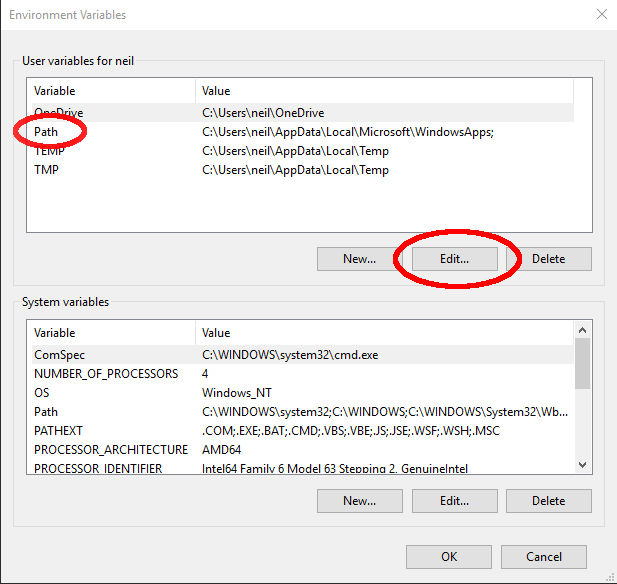 Environment Variables
User variables for neil
Variable Value
OneDrive C:\Users\neil\OneDrive
Path C:\Users\neil\AppData\Local\Microsoft\WindowsApps;
TEMP C:\Users\neil\AppData\Local\Temp
TMP C:\Users\neil\AppData\Local\Temp
New... Edit... Delete
System variables
Variable Value
ComSpec C:\WINDOWS\system32\cmd.exe
NUMBER_OF_PROCESSORS 4
OS Windows_NT
Path C:\WINDOWS\system32;C:\WINDOWS;C:\WINDOWS\System32\Wb...
PATHEXT .COM;.EXE;.BAT;.CMD;.VBS;.VBE;.JS;.JSE;.WSF;.WSH;.MSC
PROCESSOR_ARCHITECTURE AMD64
PROCESSOR_IDENTIFIER Intel64 Family 6 Model 63 Stepping 2, GenuineIntel
New... Edit... Delete
OK Cancel